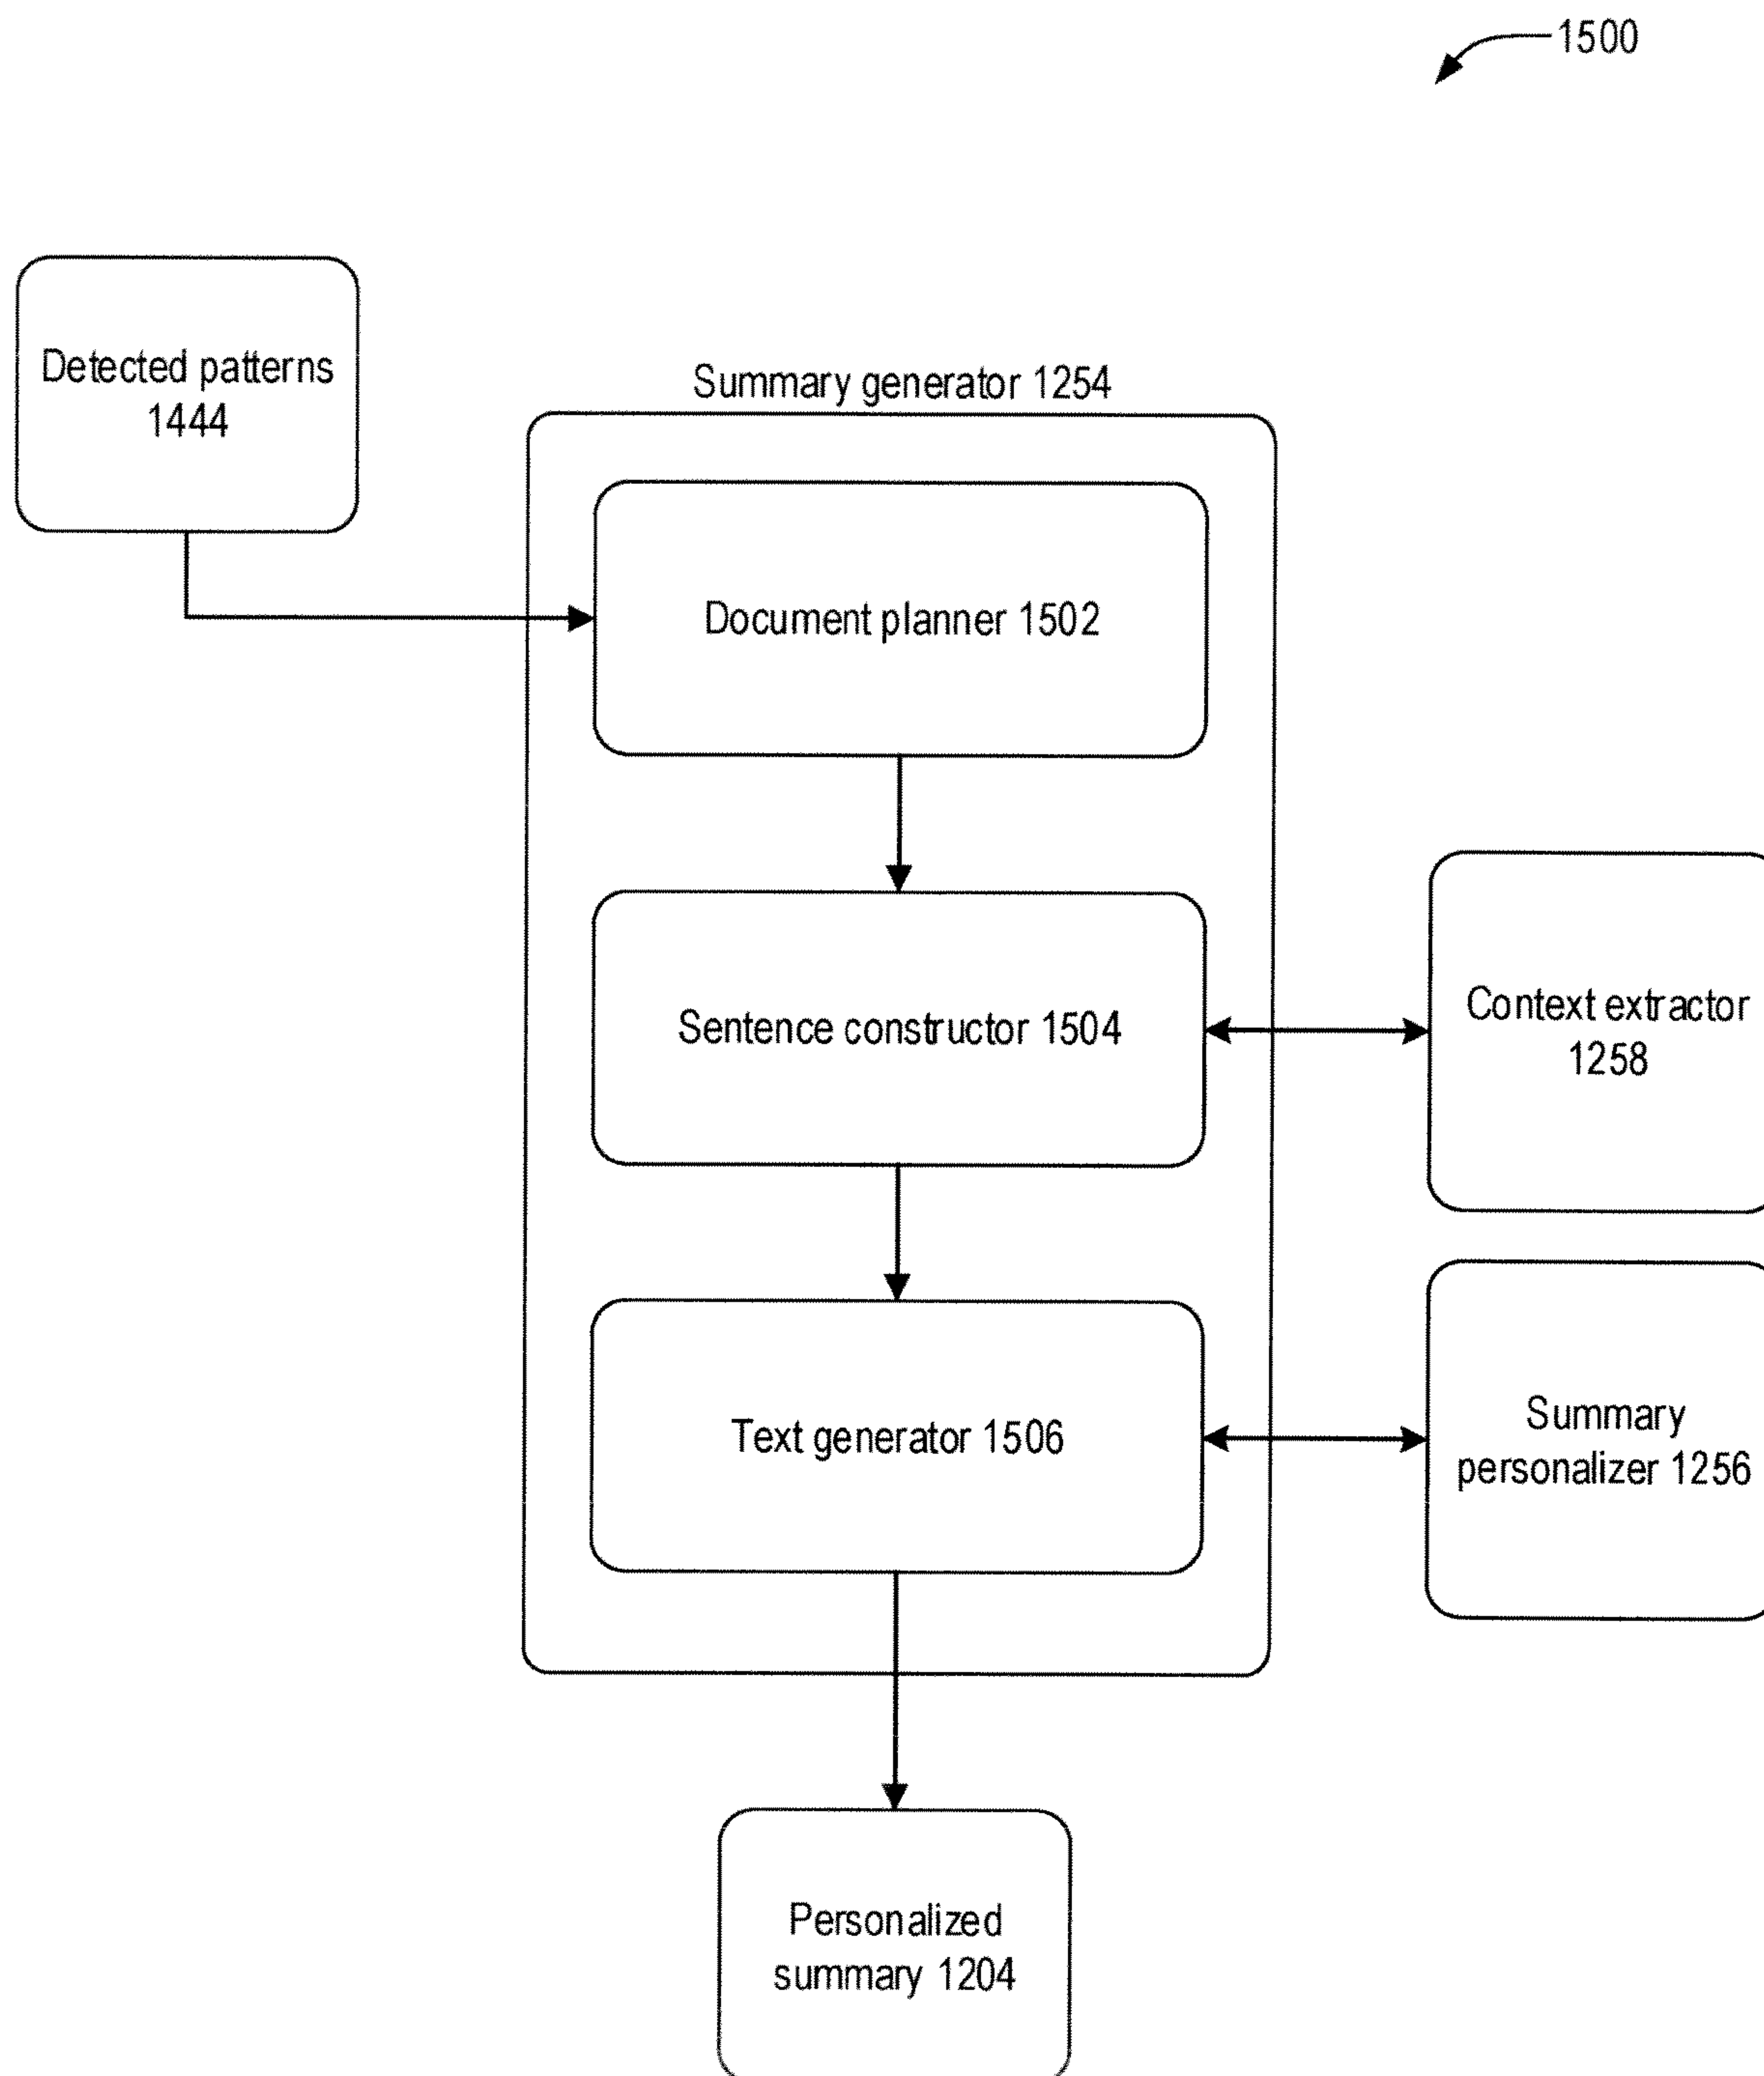 1500
Detected patterns
1444
Summary generator 1254
Document planner 1502
Sentence constructor 1504
Context extractor
1258
Text generator 1506
Summary
personalizer 1256
Personalized
summary 1204